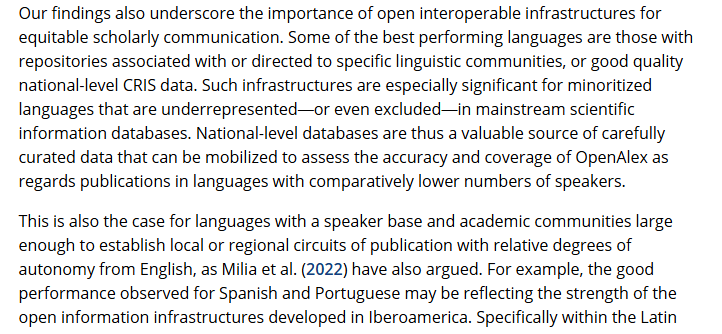 Our findings also underscore the importance of open interoperable infrastructures for
equitable scholarly communication. Some of the best performing languages are those with
repositories associated with or directed to specific linguistic communities, or good quality
national-level CRIS data. Such infrastructures are especially significant for minoritized
languages that are underrepresented—or even excluded—in mainstream scientific
information databases. National-level databases are thus a valuable source of carefully
curated data that can be mobilized to assess the accuracy and coverage of OpenAlex as
regards publications in languages with comparatively lower numbers of speakers.
This is also the case for languages with a speaker base and academic communities large
enough to establish local or regional circuits of publication with relative degrees of
autonomy from English, as Milia et al. (2022) have also argued. For example, the good
performance observed for Spanish and Portuguese may be reflecting the strength of the
open information infrastructures developed in Iberoamerica. Specifically within the Latin